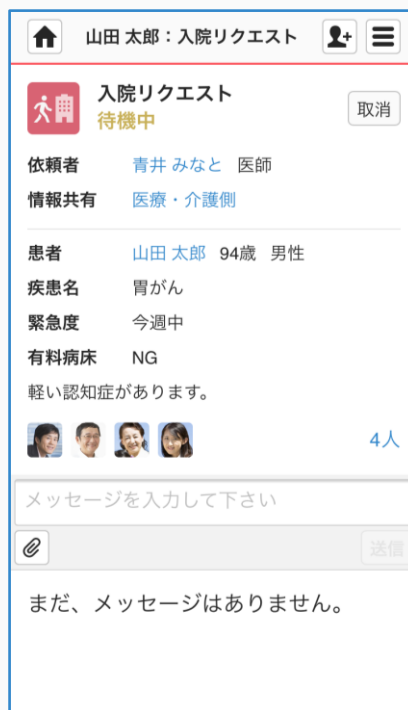 山田 太郎：入院リクエスト
入院リクエスト
待機中
取消
依頼者 青井 みなと 医師
情報共有 医療・介護側
患者 山田 太郎 94歳 男性
疾患名 胃がん
緊急度 今週中
有料病床 NG
軽い認知症があります。
4人
メッセージを入力して下さい
送信
まだ、メッセージはありません。